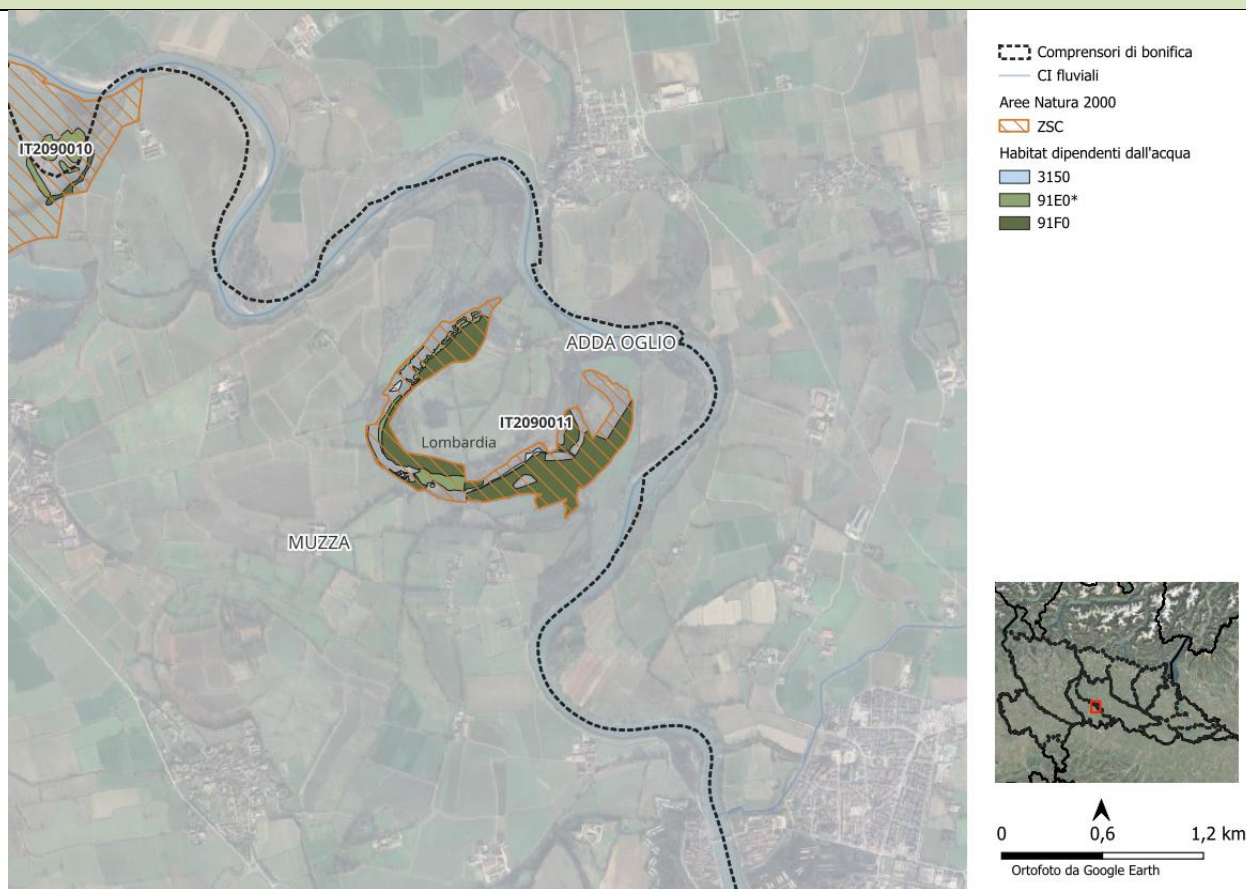 IT2090010
ADDA OGLIO
IT2090011
Lombardia
MUZZA
Comprensori di bonifica
CI fluviali
Aree Natura 2000
ZSC
Habitat dipendenti dall'acqua
3150
91E0*
91F0
0 0,6 1,2 km
Ortofoto da Google Earth